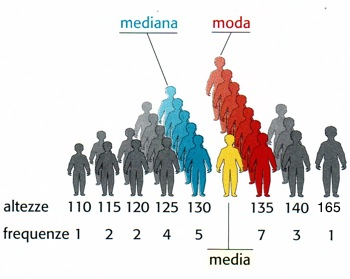 mediana moda
altezze 110 115 120 125 130 135 140 165
frequenze 1 2 2 4 5 7 3 1
media